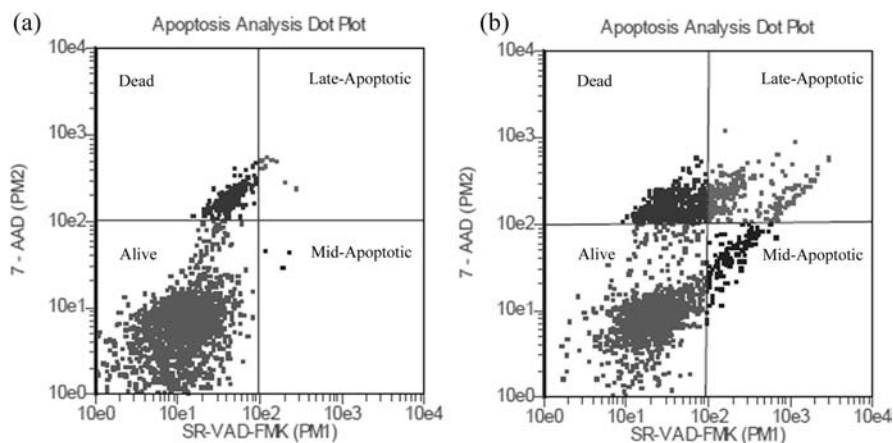 (a)
Apoptosis Analysis Dot Plot
10e4
10e3
10e2
10e1
10e0
7 - AAD (PM2)
Dead
Late-Apoptotic
Alive
Mid-Apoptotic
10e0 10e1 10e2 10e3 10e4
SR-VAD-FMK (PM1)
(b)
Apoptosis Analysis Dot Plot
10e4
10e3
10e2
10e1
10e0
7 - AAD (PM2)
Dead
Late-Apoptotic
Alive
Mid-Apoptotic
10e0 10e1 10e2 10e3 10e4
SR-VAD-FMK (PM1)